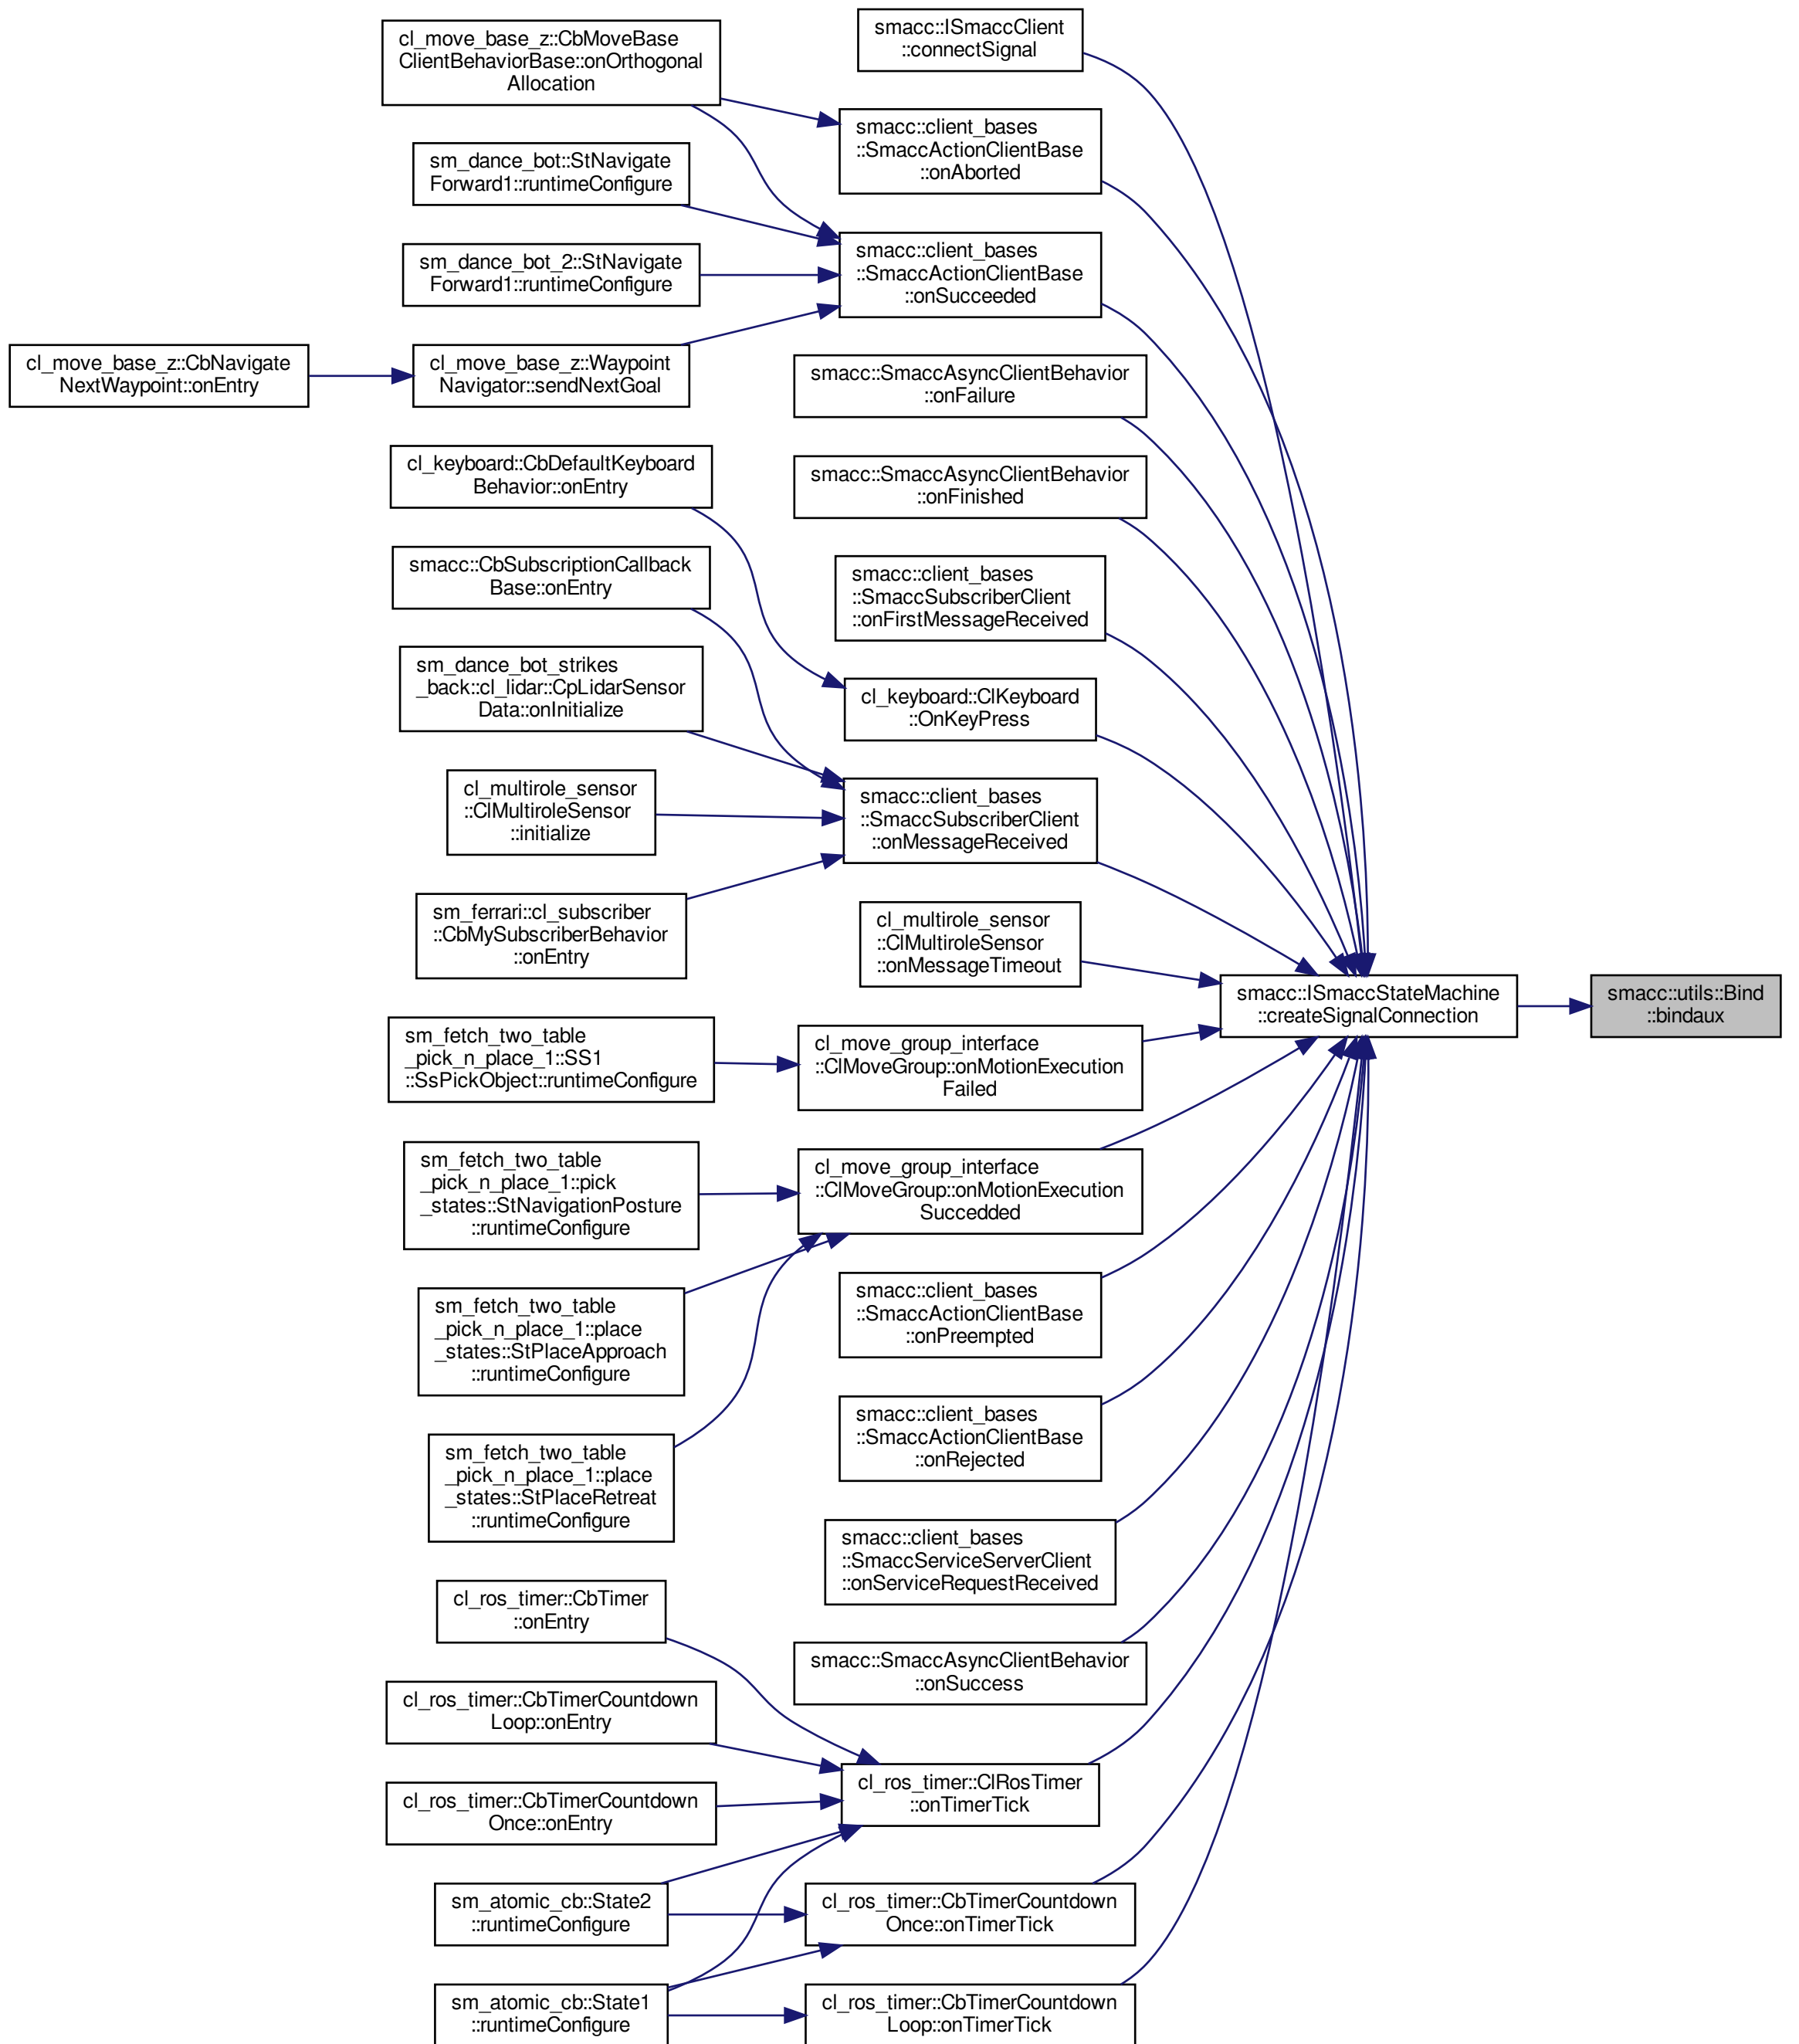 smacc::ISmaccClient
::connectSignal
cl_move_base_z::CbMoveBase
ClientBehaviorBase::onOrthogonal
Allocation
smacc::client_bases
::SmaccActionClientBase
::onAborted
sm_dance_bot::StNavigate
Forward1::runtimeConfigure
smacc::client_bases
::SmaccActionClientBase
::onSucceeded
sm_dance_bot_2::StNavigate
Forward1::runtimeConfigure
cl_move_base_z::CbNavigate
NextWaypoint::onEntry
cl_move_base_z::Waypoint
Navigator::sendNextGoal
smacc::SmaccAsyncClientBehavior
::onFailure
cl_keyboard::CbDefaultKeyboard
Behavior::onEntry
smacc::SmaccAsyncClientBehavior
::onFinished
smacc::CbSubscriptionCallback
Base::onEntry
smacc::client_bases
::SmaccSubscriberClient
::onFirstMessageReceived
sm_dance_bot_strikes
_back::cl_lidar::CpLidarSensor
Data::onInitialize
cl_keyboard::ClKeyboard
::OnKeyPress
cl_multirole_sensor
::ClMultiroleSensor
::initialize
smacc::client_bases
::SmaccSubscriberClient
::onMessageReceived
sm_ferrari::cl_subscriber
::CbMySubscriberBehavior
::onEntry
cl_multirole_sensor
::ClMultiroleSensor
::onMessageTimeout
smacc::ISmaccStateMachine
::createSignalConnection
smacc::utils::Bind
::bindaux
sm_fetch_two_table
_pick_n_place_1::SS1
::SsPickObject::runtimeConfigure
cl_move_group_interface
::ClMoveGroup::onMotionExecution
Failed
sm_fetch_two_table
_pick_n_place_1::pick
_states::StNavigationPosture
::runtimeConfigure
cl_move_group_interface
::ClMoveGroup::onMotionExecution
Succedded
sm_fetch_two_table
_pick_n_place_1::place
_states::StPlaceApproach
::runtimeConfigure
smacc::client_bases
::SmaccActionClientBase
::onPreempted
smacc::client_bases
::SmaccActionClientBase
::onRejected
sm_fetch_two_table
_pick_n_place_1::place
_states::StPlaceRetreat
::runtimeConfigure
smacc::client_bases
::SmaccServiceServerClient
::onServiceRequestReceived
cl_ros_timer::CbTimer
::onEntry
smacc::SmaccAsyncClientBehavior
::onSuccess
cl_ros_timer::CbTimerCountdown
Loop::onEntry
cl_ros_timer::ClRosTimer
::onTimerTick
cl_ros_timer::CbTimerCountdown
Once::onEntry
sm_atomic_cb::State2
::runtimeConfigure
cl_ros_timer::CbTimerCountdown
Once::onTimerTick
sm_atomic_cb::State1
::runtimeConfigure
cl_ros_timer::CbTimerCountdown
Loop::onTimerTick